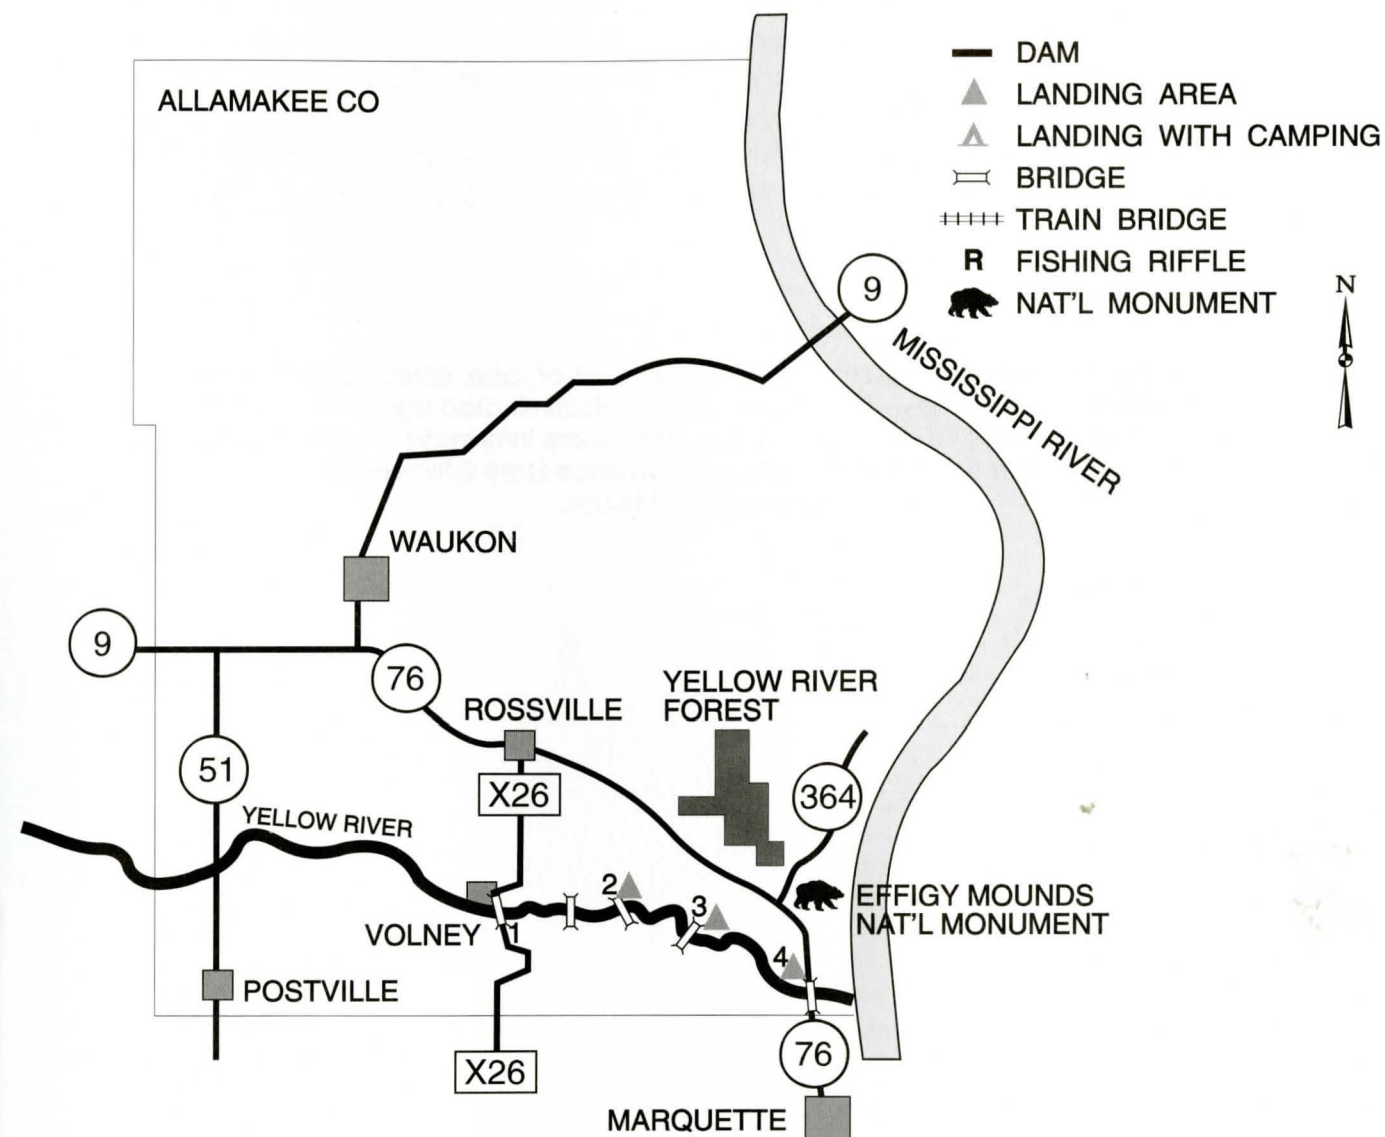 DAM
ALLAMAKEE CO
LANDING AREA
LANDING WITH CAMPING
BRIDGE
TRAIN BRIDGE
R FISHING RIFFLE
NAT'L MONUMENT
N
9
MISSISSIPPI RIVER
WAUKON
9
76
YELLOW RIVER
FOREST
ROSSVILLE
51
X26
364
YELLOW RIVER
2
3
EFFIGY MOUNDS
NAT'L MONUMENT
VOLNEY 1
4
POSTVILLE
X26
76
MARQUETTE